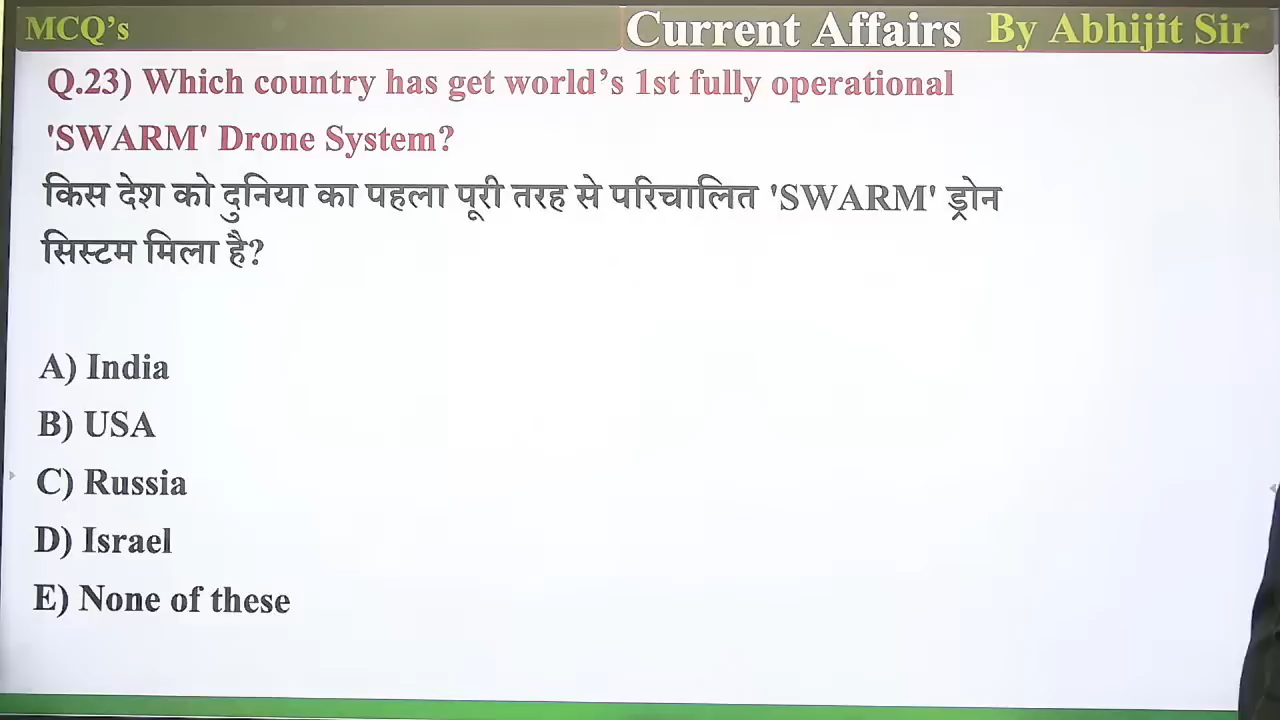 MCQ's
Current Affairs By Abhijit Sir
Q.23) Which country has get world's 1st fully operational
'SWARM' Drone System?
किस देश को दुनिया का पहला पूरी तरह से परिचालित 'SWARM' ड्रोन
सिस्टम मिला है?
A) India
B) USA
C) Russia
D) Israel
E) None of these